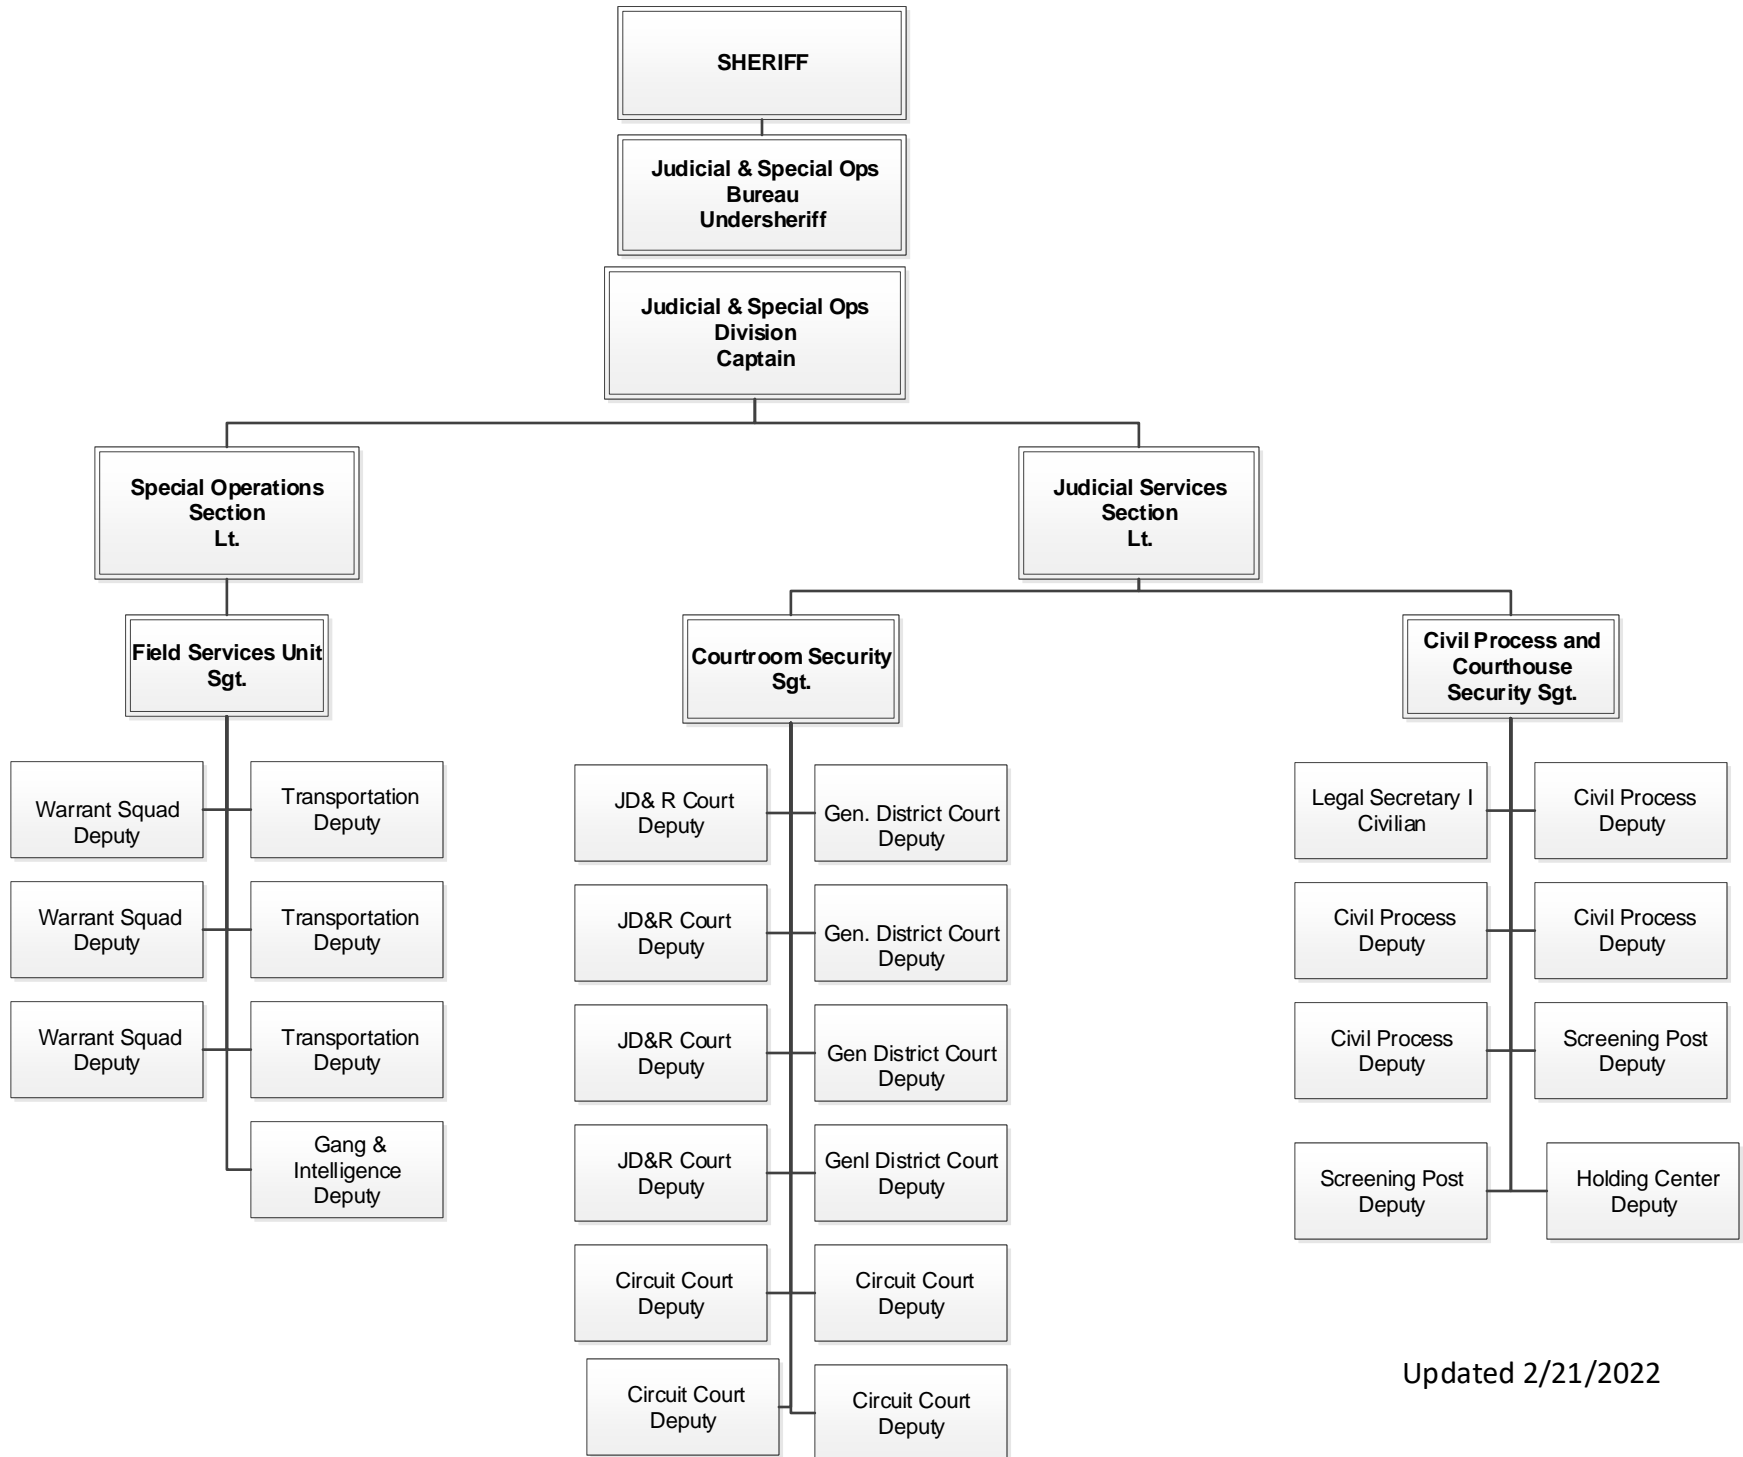 SHERIFF
Judicial & Special Ops
Bureau
Undersheriff
Judicial & Special Ops
Division
Captain
Special Operations
Section
Lt.
Judicial Services
Section
Lt.
Field Services Unit
Sgt.
Courtroom Security
Sgt.
Civil Process and
Courthouse
Security Sgt.
Warrant Squad
Deputy
Transportation
Deputy
Warrant Squad
Deputy
Transportation
Deputy
Warrant Squad
Deputy
Transportation
Deputy
Gang &
Intelligence
Deputy
JD& R Court
Deputy
Gen. District Court
Deputy
JD&R Court
Deputy
Gen. District Court
Deputy
JD&R Court
Deputy
Gen District Court
Deputy
JD&R Court
Deputy
Genl District Court
Deputy
Circuit Court
Deputy
Circuit Court
Deputy
Circuit Court
Deputy
Circuit Court
Deputy
Legal Secretary I
Civilian
Civil Process
Deputy
Civil Process
Deputy
Civil Process
Deputy
Civil Process
Deputy
Screening Post
Deputy
Screening Post
Deputy
Holding Center
Deputy
Updated 2/21/2022